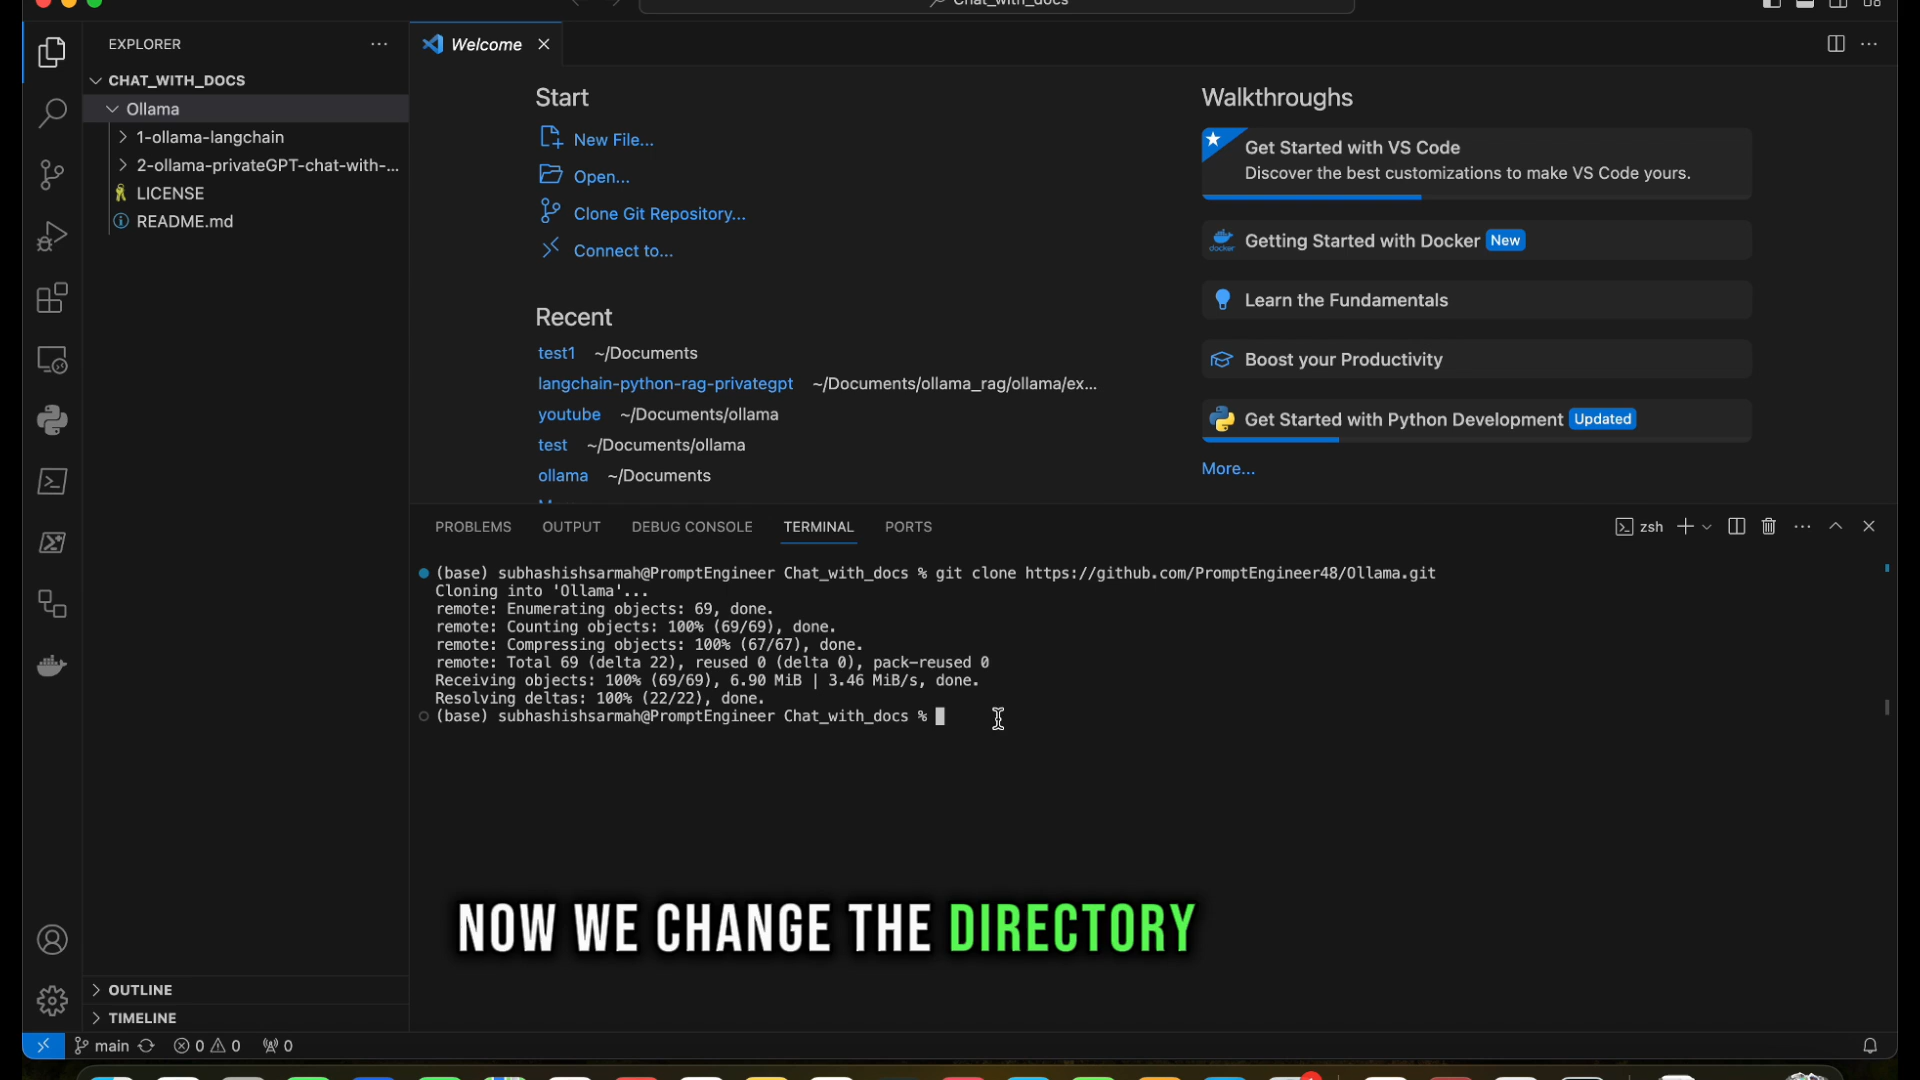 Chat_with_docs
EXPLORER
Welcome
CHAT_WITH_DOCS
Ollama
1-ollama-langchain
2-ollama-privateGPT-chat-with-...
LICENSE
README.md
Start
New File...
Open...
Clone Git Repository...
Connect to...
Recent
test1 ~/Documents
langchain-python-rag-privategpt ~/Documents/ollama_rag/ollama/ex...
youtube ~/Documents/ollama
test ~/Documents/ollama
ollama ~/Documents
Walkthroughs
Get Started with VS Code
Discover the best customizations to make VS Code yours.
Getting Started with Docker New
Learn the Fundamentals
Boost your Productivity
Get Started with Python Development Updated
More...
PROBLEMS OUTPUT DEBUG CONSOLE TERMINAL PORTS
zsh
(base) subhashishsarmah@PromptEngineer Chat_with_docs % git clone https://github.com/PromptEngineer48/Ollama.git
Cloning into 'Ollama'...
remote: Enumerating objects: 69, done.
remote: Counting objects: 100% (69/69), done.
remote: Compressing objects: 100% (67/67), done.
remote: Total 69 (delta 22), reused 0 (delta 0), pack-reused 0
Receiving objects: 100% (69/69), 6.90 MiB | 3.46 MiB/s, done.
Resolving deltas: 100% (22/22), done.
(base) subhashishsarmah@PromptEngineer Chat_with_docs %
NOW WE CHANGE THE DIRECTORY
OUTLINE
TIMELINE
main 0 0 0